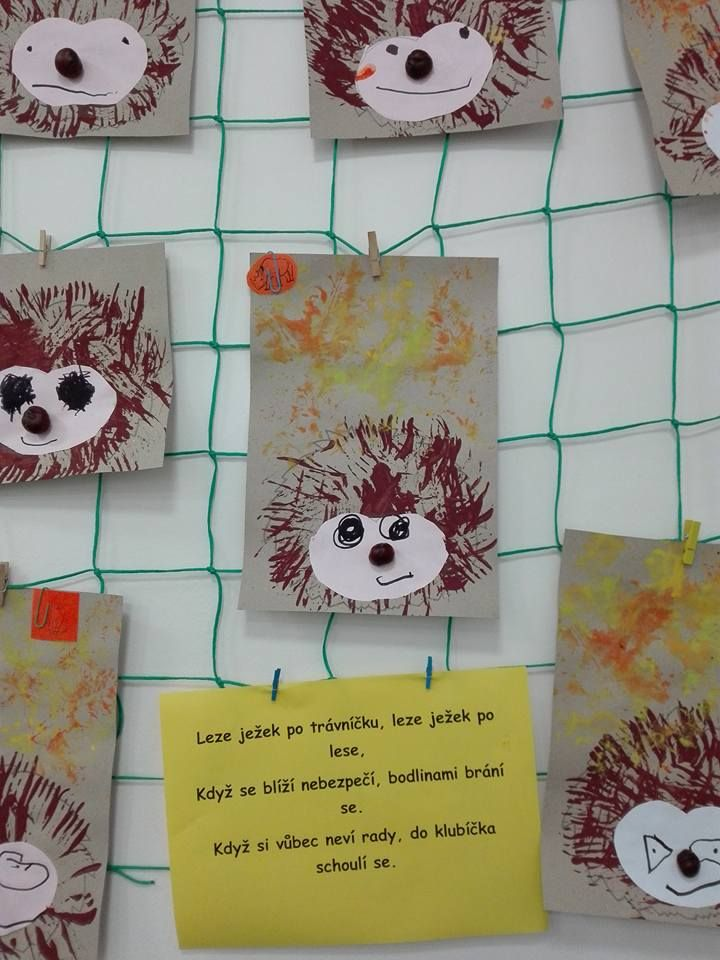 Leze ježek po trávníčku, leze ježek po
lese,
Když se blíží nebezpečí, bodlinami brání
se.
Když si vůbec neví rady, do klubíčka
schoulí se.